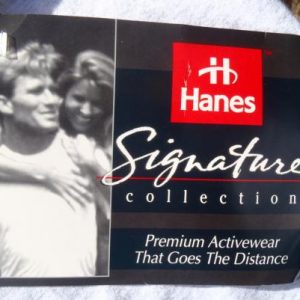 H
Hanes
Signature
collection
Premium Activewear
That Goes The Distance